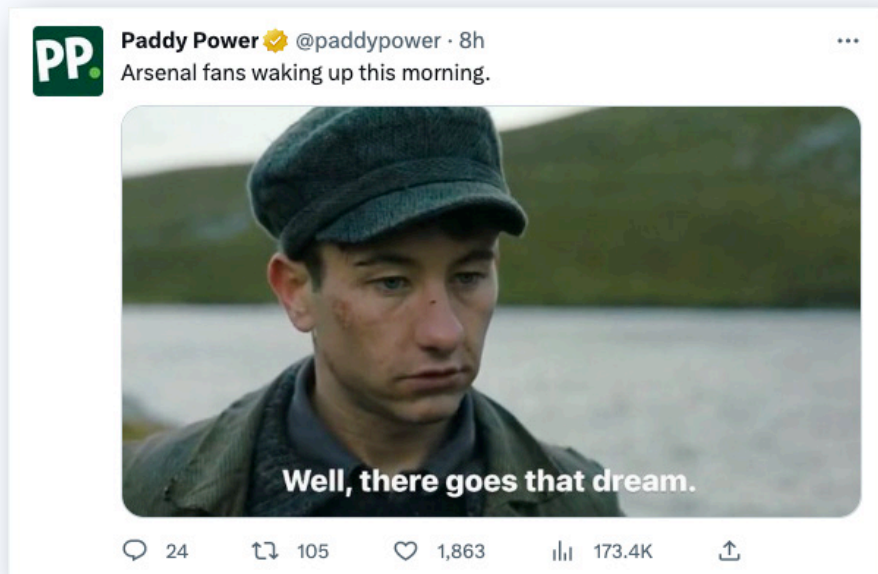 PP.
Paddy Power @paddypower · 8h
Arsenal fans waking up this morning.
Well, there goes that dream.
24 105 1,863 173.4K